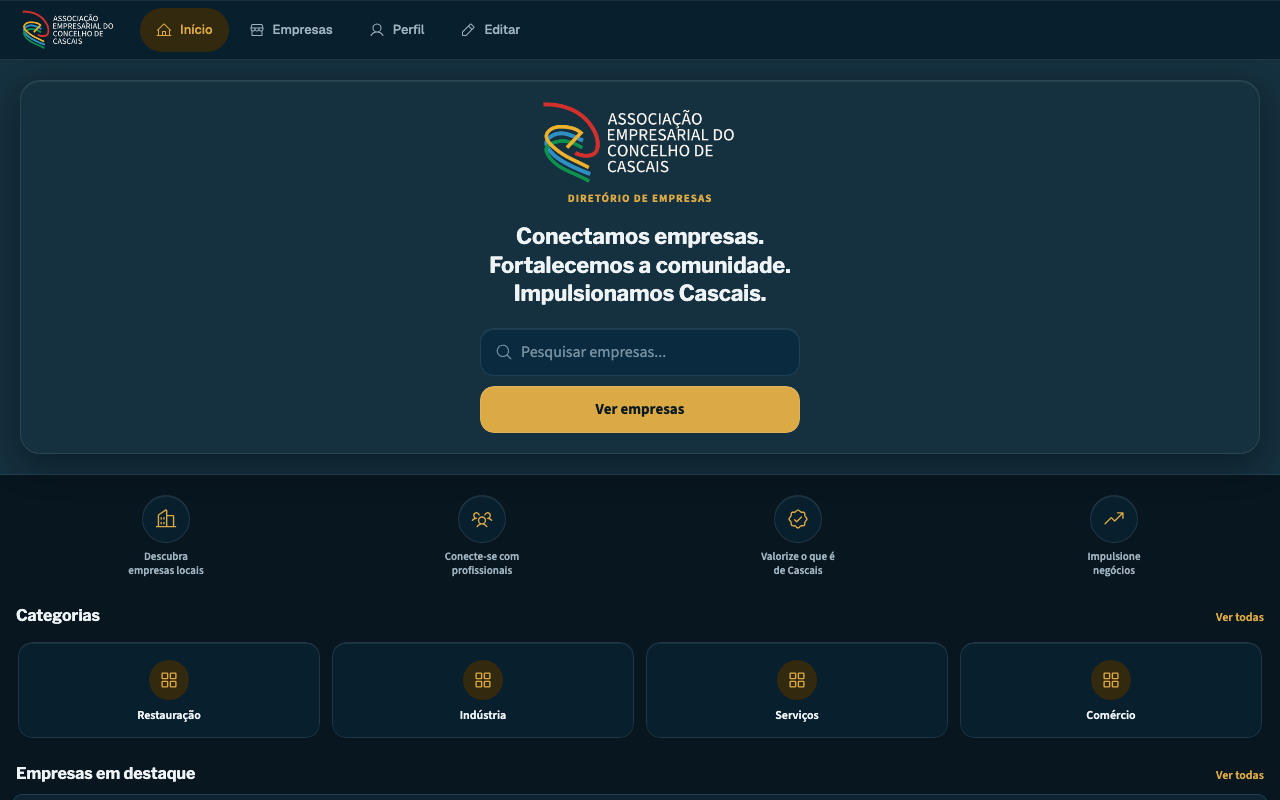 ASSOCIAÇÃO
EMPRESARIAL DO
CONCELHO DE
CASCAIS
Início
Empresas
Perfil
Editar
ASSOCIAÇÃO
EMPRESARIAL DO
CONCELHO DE
CASCAIS
DIRETÓRIO DE EMPRESAS
Conectamos empresas.
Fortalecemos a comunidade.
Impulsionamos Cascais.
Pesquisar empresas...
Ver empresas
Descubra
empresas locais
Conecte-se com
profissionais
Valorize o que é
de Cascais
Impulsione
negócios
Categorias
Ver todas
Restauração
Indústria
Serviços
Comércio
Empresas em destaque
Ver todas